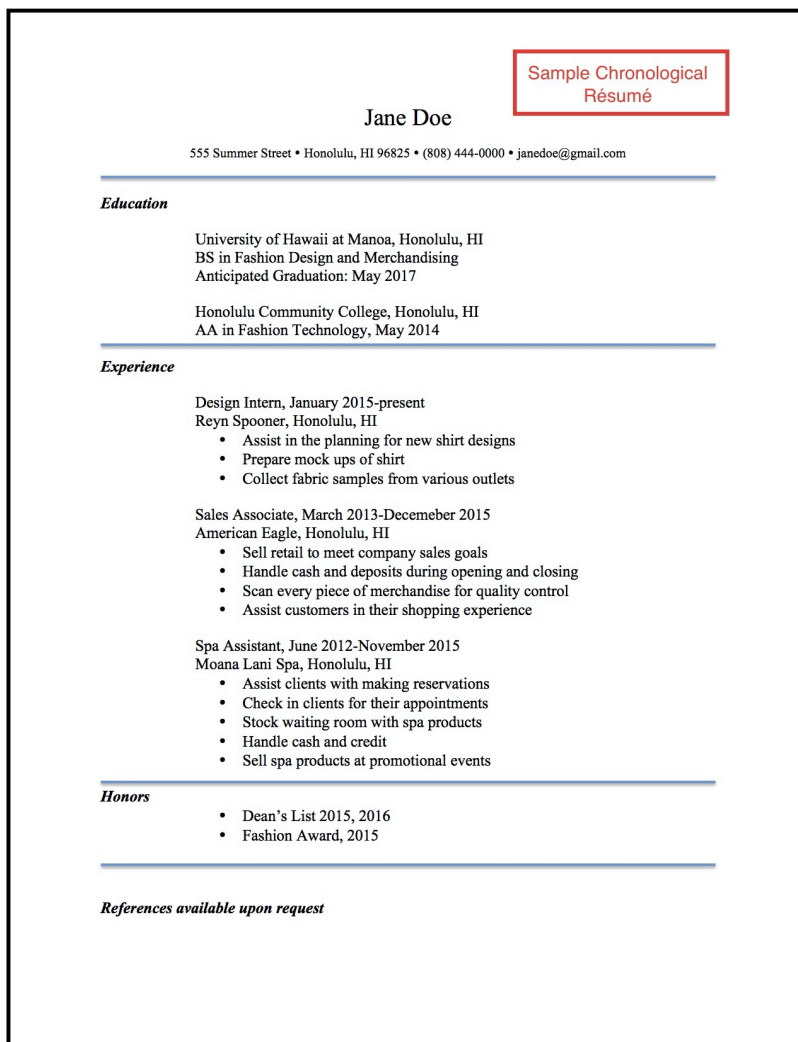 Sample Chronological
Résumé
Jane Doe
555 Summer Street • Honolulu, HI 96825 • (808) 444-0000 • janedoe@gmail.com
Education
University of Hawaii at Manoa, Honolulu, HI
BS in Fashion Design and Merchandising
Anticipated Graduation: May 2017
Honolulu Community College, Honolulu, HI
AA in Fashion Technology, May 2014
Experience
Design Intern, January 2015-present
Reyn Spooner, Honolulu, HI
• Assist in the planning for new shirt designs
• Prepare mock ups of shirt
• Collect fabric samples from various outlets
Sales Associate, March 2013-Decemeber 2015
American Eagle, Honolulu, HI
• Sell retail to meet company sales goals
• Handle cash and deposits during opening and closing
• Scan every piece of merchandise for quality control
• Assist customers in their shopping experience
Spa Assistant, June 2012-November 2015
Moana Lani Spa, Honolulu, HI
• Assist clients with making reservations
• Check in clients for their appointments
• Stock waiting room with spa products
• Handle cash and credit
• Sell spa products at promotional events
Honors
• Dean’s List 2015, 2016
• Fashion Award, 2015
References available upon request